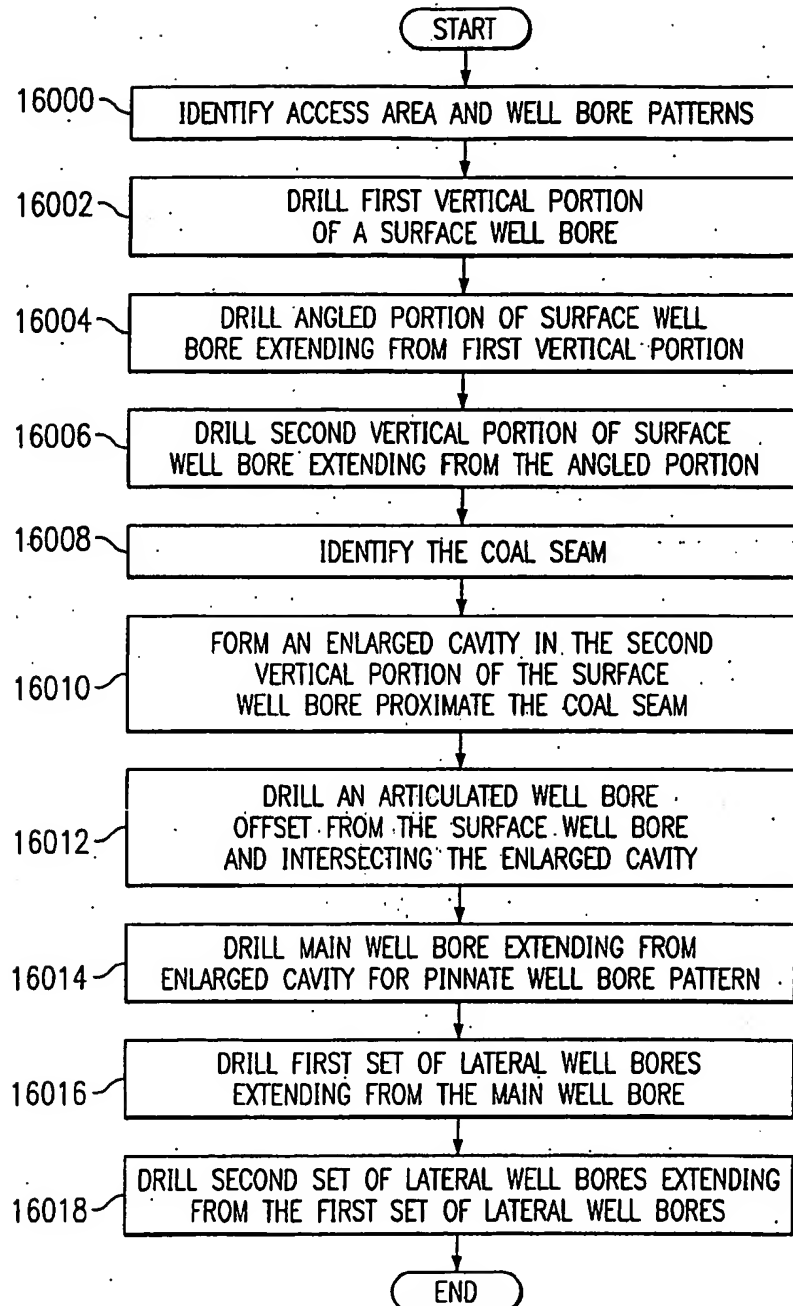 START
16000
IDENTIFY ACCESS AREA AND WELL BORE PATTERNS
16002
DRILL FIRST VERTICAL PORTION
OF A SURFACE WELL BORE
16004
DRILL ANGLED PORTION OF SURFACE WELL
BORE EXTENDING FROM FIRST VERTICAL PORTION
16006
DRILL SECOND VERTICAL PORTION OF SURFACE
WELL BORE EXTENDING FROM THE ANGLED PORTION
16008
IDENTIFY THE COAL SEAM
16010
FORM AN ENLARGED CAVITY IN THE SECOND
VERTICAL PORTION OF THE SURFACE
WELL BORE PROXIMATE THE COAL SEAM
16012
DRILL AN ARTICULATED WELL BORE
OFFSET FROM THE SURFACE WELL BORE
AND INTERSECTING THE ENLARGED CAVITY
16014
DRILL MAIN WELL BORE EXTENDING FROM
ENLARGED CAVITY FOR PINNATE WELL BORE PATTERN
16016
DRILL FIRST SET OF LATERAL WELL BORES
EXTENDING FROM THE MAIN WELL BORE
16018
DRILL SECOND SET OF LATERAL WELL BORES EXTENDING
FROM THE FIRST SET OF LATERAL WELL BORES
END